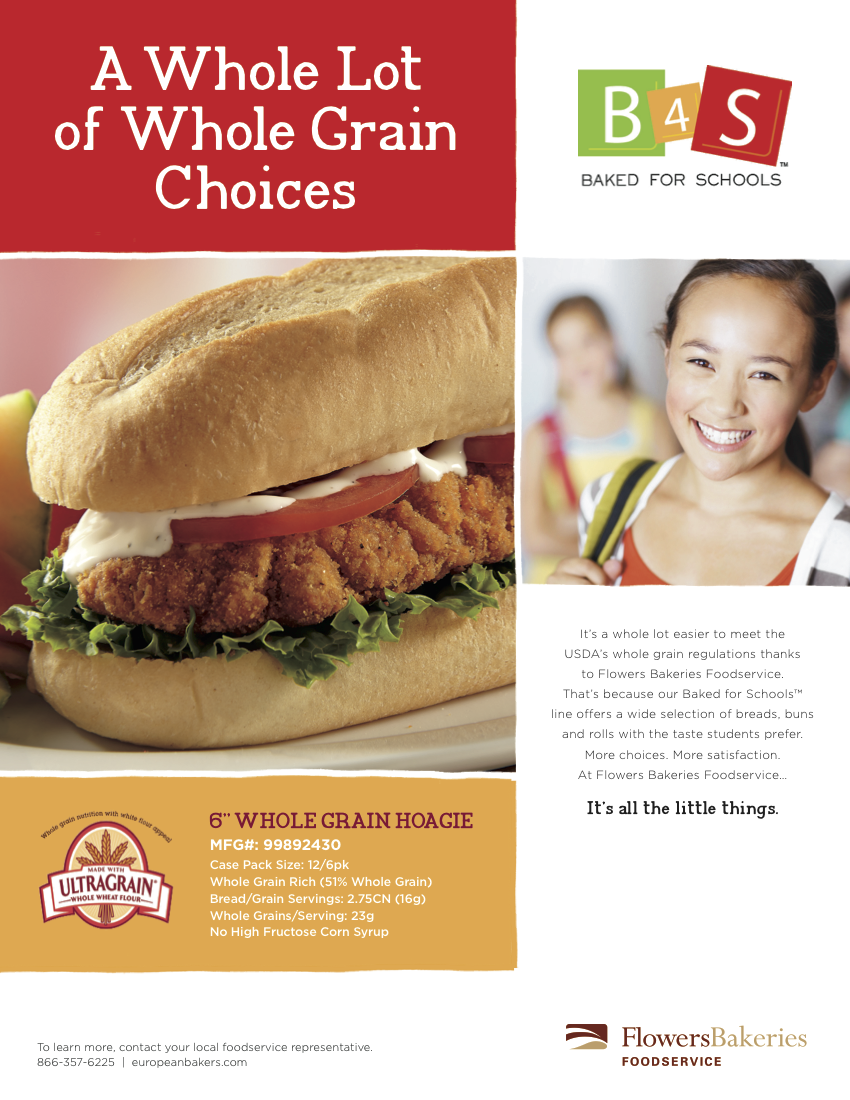 A Whole Lot
of Whole Grain
Choices
B 4 S
™
BAKED FOR SCHOOLS
It's a whole lot easier to meet the
USDA's whole grain regulations thanks
to Flowers Bakeries Foodservice.
That's because our Baked for Schools™
line offers a wide selection of breads, buns
and rolls with the taste students prefer.
More choices. More satisfaction.
At Flowers Bakeries Foodservice...
It's all the little things.
Whole grain nutrition with white flour appeal
MADE WITH
ULTRAGRAIN®
WHOLE WHEAT FLOUR
6” WHOLE GRAIN HOAGIE
MFG#: 99892430
Case Pack Size: 12/6pk
Whole Grain Rich (51% Whole Grain)
Bread/Grain Servings: 2.75CN (16g)
Whole Grains/Serving: 23g
No High Fructose Corn Syrup
To learn more, contact your local foodservice representative.
866-357-6225 | europeanbakers.com
FlowersBakeries
FOODSERVICE